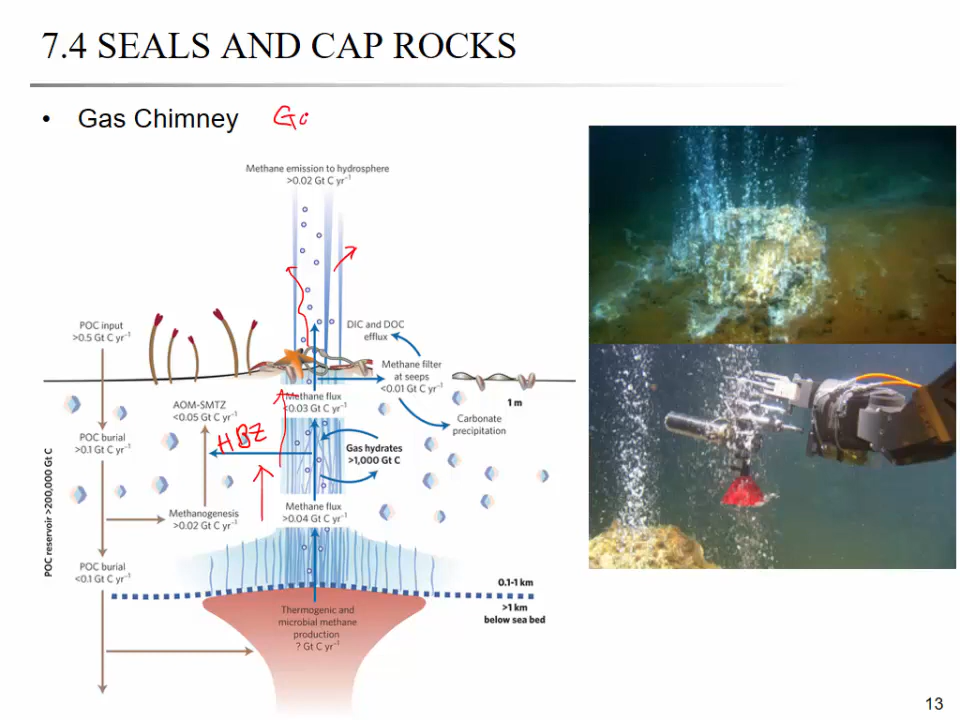 7.4 SEALS AND CAP ROCKS
• Gas Chimney
Methane emission to hydrosphere
>0.02 Gt C yr⁻¹
POC input
>0.5 Gt C yr⁻¹
DIC and DOC
efflux
Methane filter
at seeps
<0.01 Gt C yr⁻¹
1 m
AOM-SMTZ
<0.05 Gt C yr⁻¹
Methane flux
<0.03 Gt C yr⁻¹
Carbonate
precipitation
HBZ
POC burial
>0.1 Gt C yr⁻¹
Gas hydrates
>1,000 Gt C
POC reservoir >200,000 Gt C
Methanogenesis
>0.02 Gt C yr⁻¹
Methane flux
>0.04 Gt C yr⁻¹
POC burial
<0.1 Gt C yr⁻¹
0.1-1 km
>1 km
below sea bed
Thermogenic and
microbial methane
production
? Gt C yr⁻¹
13